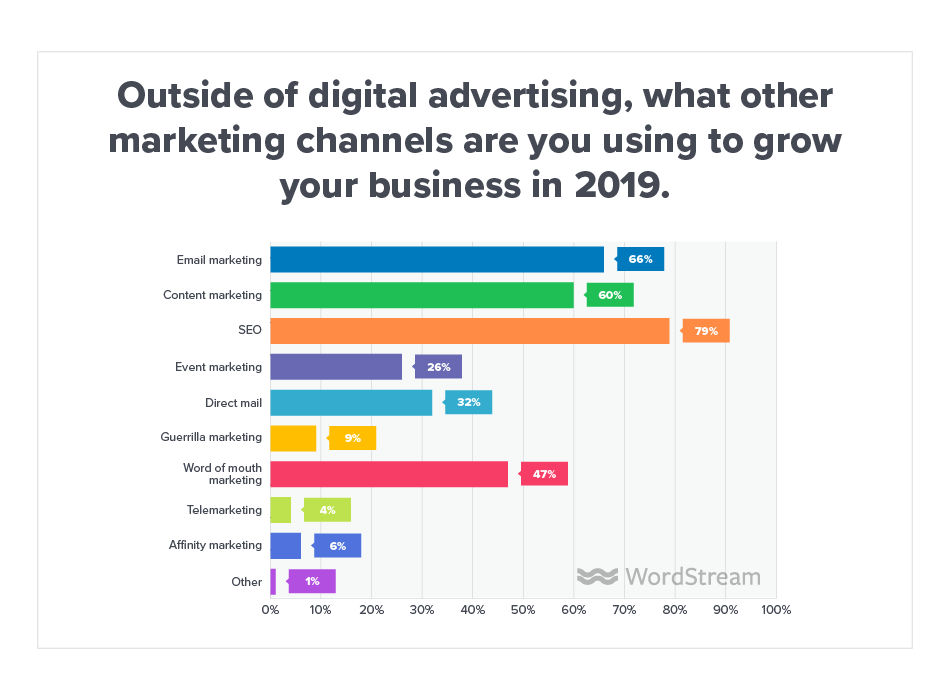 Outside of digital advertising, what other
marketing channels are you using to grow
your business in 2019.
Email marketing 66%
Content marketing 60%
SEO 79%
Event marketing 26%
Direct mail 32%
Guerrilla marketing 9%
Word of mouth
marketing 47%
Telemarketing 4%
Affinity marketing 6%
Other 1%
WordStream
0% 10% 20% 30% 40% 50% 60% 70% 80% 90% 100%